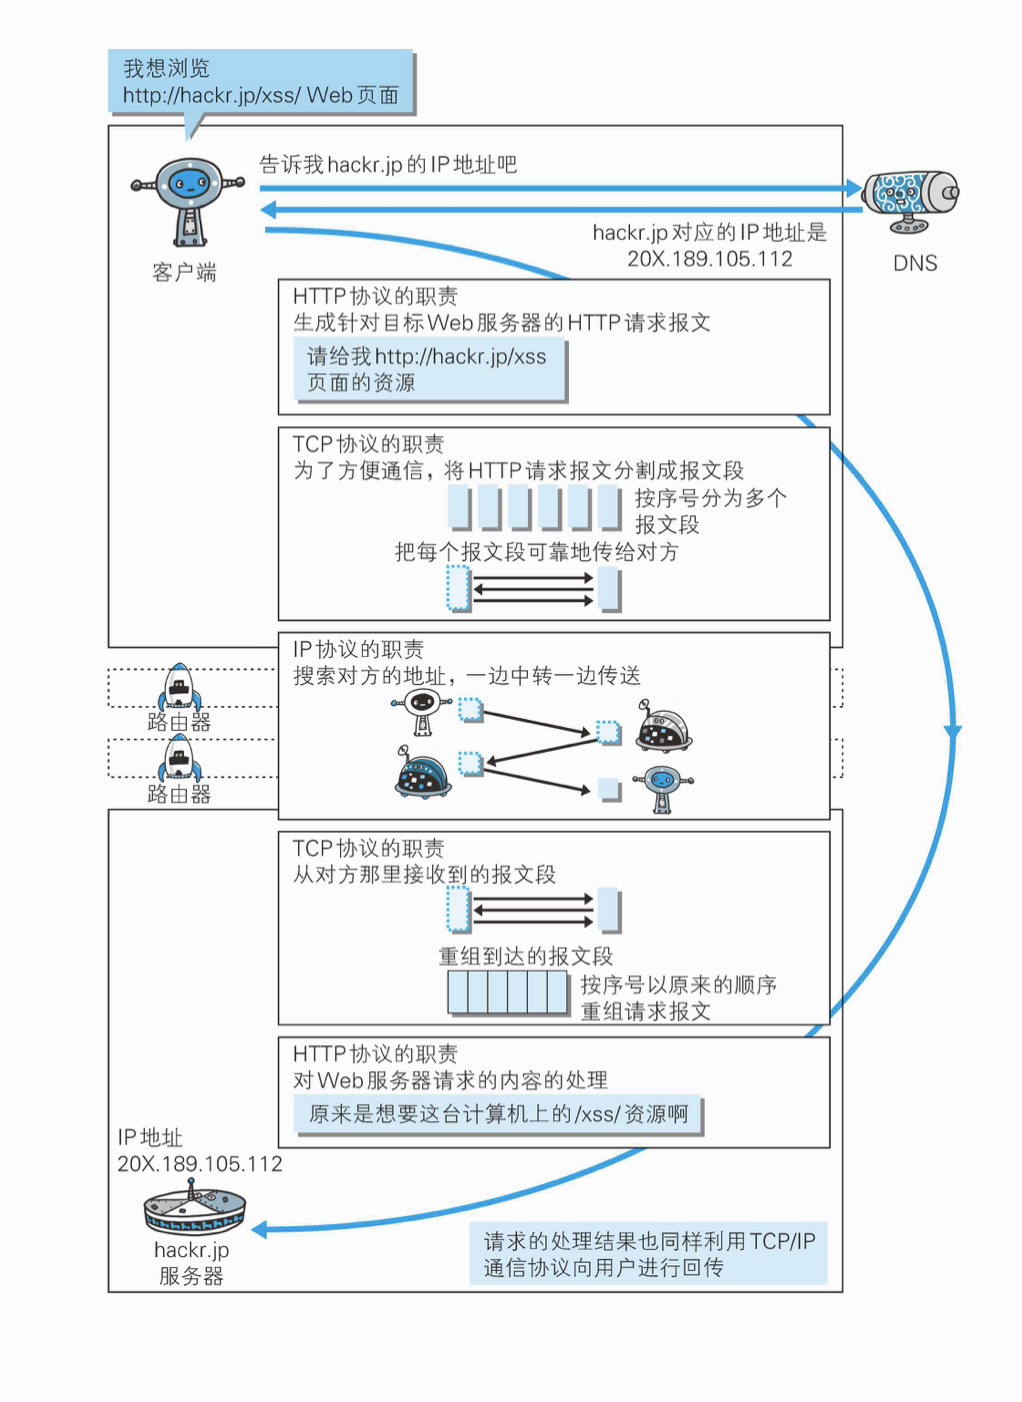 我想浏览
http://hackr.jp/xss/ Web页面
告诉我hackr.jp的IP地址吧
hackr.jp对应的IP地址是
20X.189.105.112
客户端
DNS
HTTP协议的职责
生成针对目标Web服务器的HTTP请求报文
请给我http://hackr.jp/xss
页面的资源
TCP协议的职责
为了方便通信，将HTTP请求报文分割成报文段
按序号分为多个
报文段
把每个报文段可靠地传给对方
IP协议的职责
搜索对方的地址，一边中转一边传送
路由器
路由器
TCP协议的职责
从对方那里接收到的报文段
重组到达的报文段
按序号以原来的顺序
重组请求报文
HTTP协议的职责
对Web服务器请求的内容的处理
原来是想要这台计算机上的/xss/资源啊
IP地址
20X.189.105.112
hackr.jp
服务器
请求的处理结果也同样利用TCP/IP
通信协议向用户进行回传